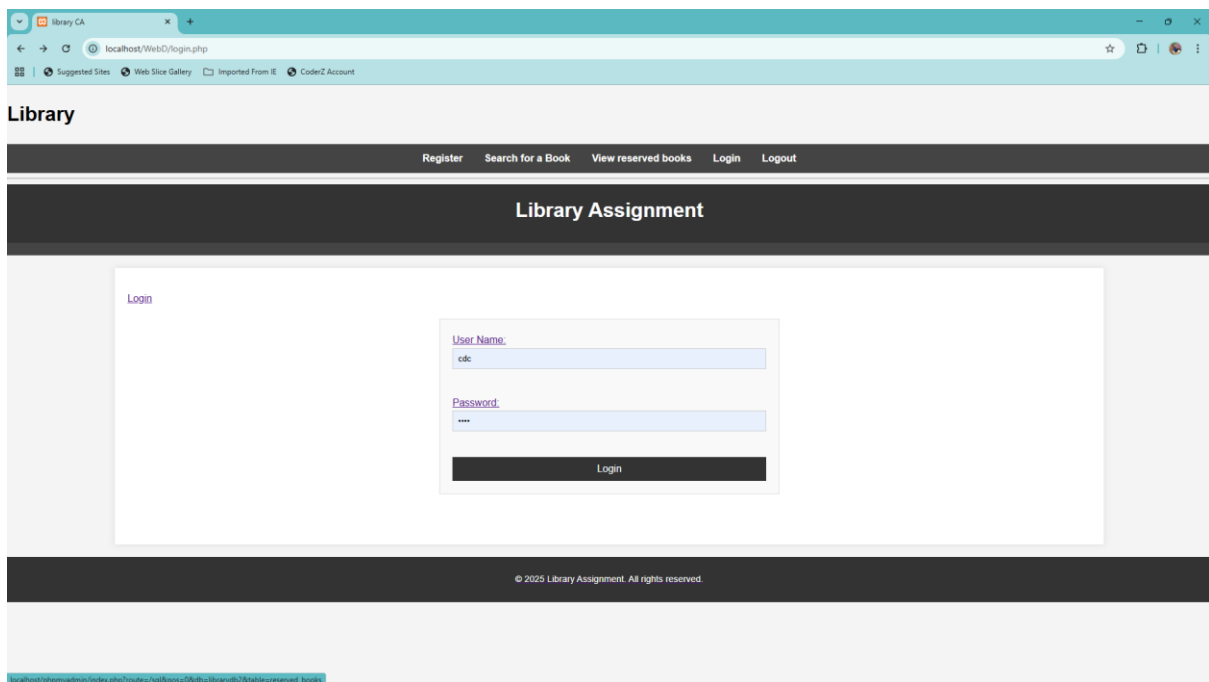 library CA
localhost/WebD/login.php
Suggested Sites Web Slice Gallery Imported From IE CoderZ Account
Library
Register Search for a Book View reserved books Login Logout
Library Assignment
Login
User Name:
cdc
Password:
••••
Login
© 2025 Library Assignment. All rights reserved.
localhost/phpmyadmin/index.php?route=/sql&pos=0&db=librarydb2&table=reserved_books